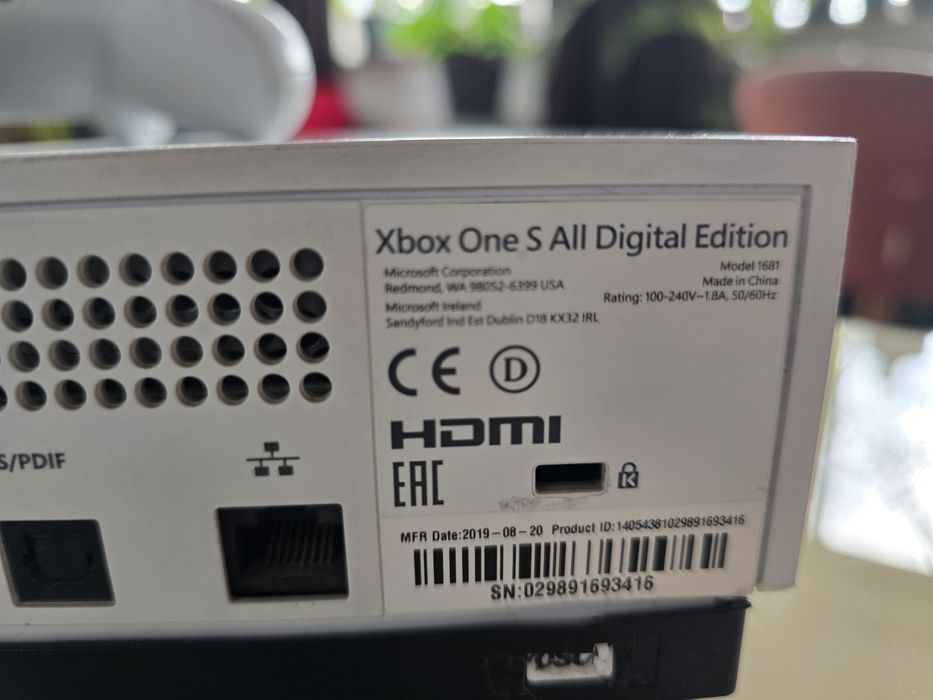 Xbox One S All Digital Edition
Microsoft Corporation
Redmond, WA 98052-6399 USA
Microsoft Ireland
Sandyford Ind Est Dublin D18 KX32 IRL
Model 1681
Made in China
Rating: 100-240V~1.8A, 50/60Hz
CE D
HDMI
EAC
K
S/PDIF
MFR Date:2019-08-20 Product ID:14054381029891693416
SN:029891693416